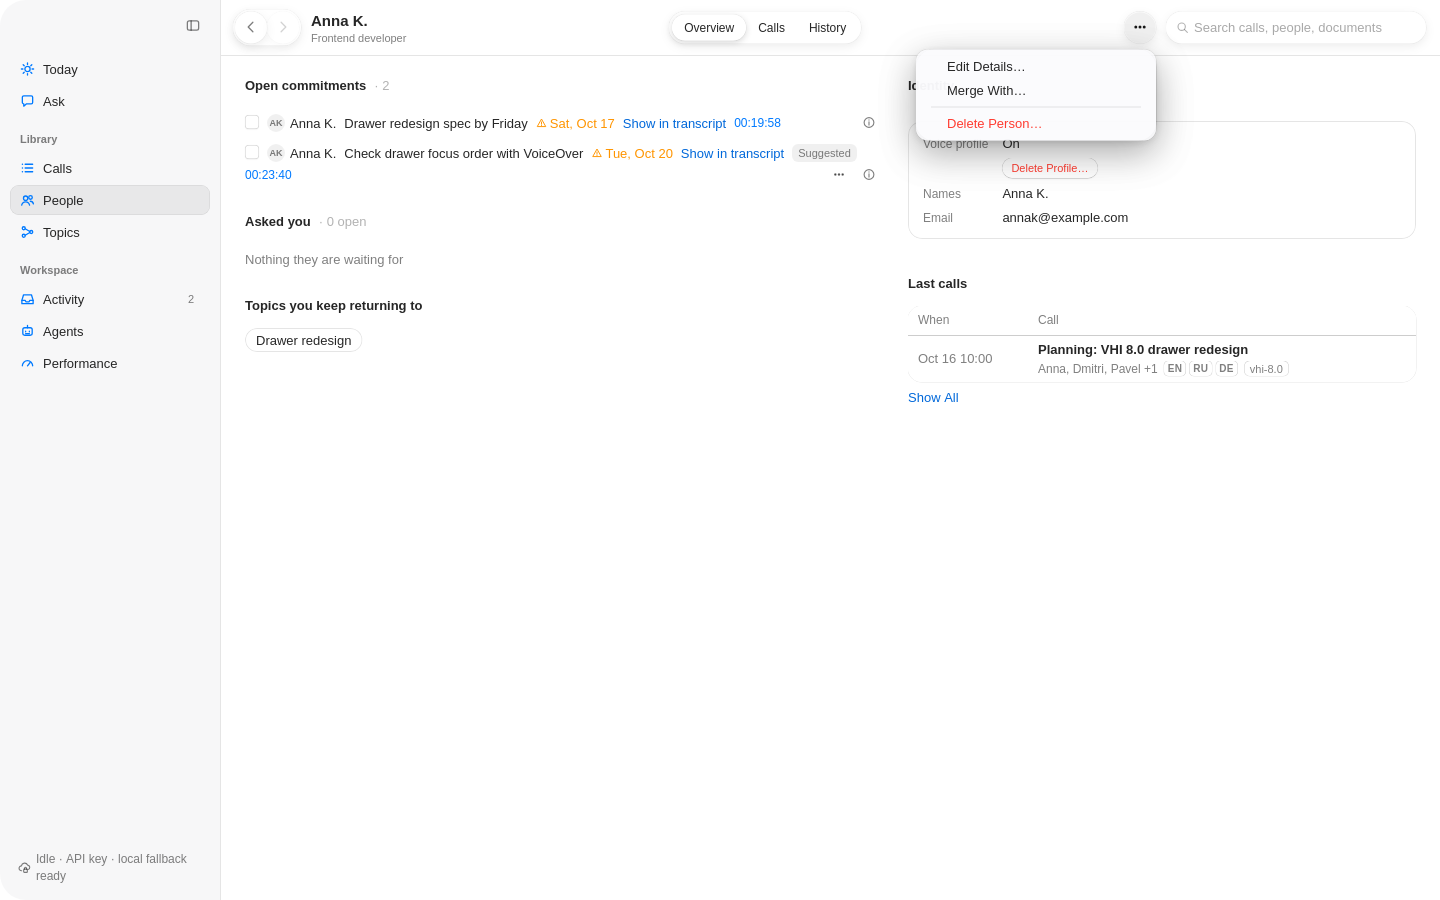 Today
Ask
Library
Calls
People
Topics
Workspace
Activity 2
Agents
Performance
Idle · API key · local fallback
ready
Anna K.
Frontend developer
Overview Calls History
Search calls, people, documents
Edit Details…
Merge With…
Delete Person…
Open commitments · 2
AK Anna K. Drawer redesign spec by Friday Sat, Oct 17 Show in transcript 00:19:58
AK Anna K. Check drawer focus order with VoiceOver Tue, Oct 20 Show in transcript Suggested
00:23:40
Asked you · 0 open
Nothing they are waiting for
Topics you keep returning to
Drawer redesign
Voice profile On
Delete Profile…
Names Anna K.
Email annak@example.com
Last calls
When Call
Oct 16 10:00 Planning: VHI 8.0 drawer redesign
Anna, Dmitri, Pavel +1 EN RU DE vhi-8.0
Show All